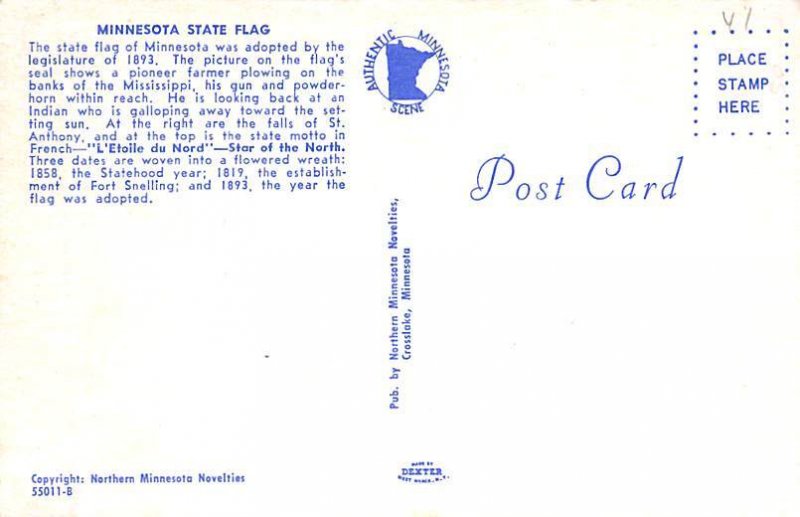 MINNESOTA STATE FLAG
The state flag of Minnesota was adopted by the
legislature of 1893. The picture on the flag's
seal shows a pioneer farmer plowing on the
banks of the Mississippi, his gun and powder-
horn within reach. He is looking back at an
Indian who is galloping away toward the set-
ting sun. At the right are the falls of St.
Anthony, and at the top is the state motto in
French—"L'Etoile du Nord"—Star of the North.
Three dates are woven into a flowered wreath:
1858, the Statehood year; 1819, the establish-
ment of Fort Snelling; and 1893, the year the
flag was adopted.
AUTHENTIC MINNESOTA
SCENE
V1
PLACE
STAMP
HERE
Post Card
Pub. by Northern Minnesota Novelties,
Crosslake, Minnesota
Copyright: Northern Minnesota Novelties
55011-B
MADE BY
DEXTER
WEST NYACK, N.Y.